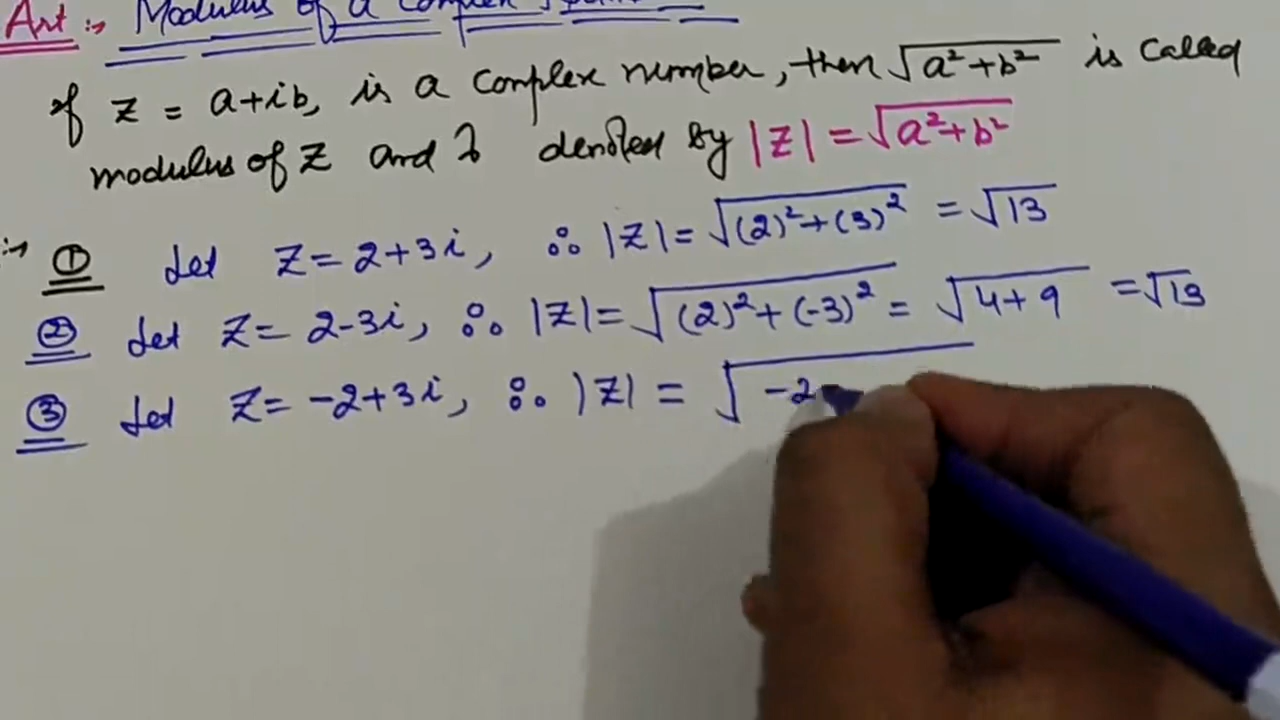 Art :- Modulus of a complex
If z = a+ib, is a complex number, then √a²+b² is called
modulus of z and is denoted by |z| = √a²+b²
:→ ① Let z = 2+3i, ∴ |z| = √(2)²+(3)² = √13
② Let z = 2-3i, ∴ |z| = √(2)²+(-3)² = √4+9 = √13
③ Let z = -2+3i, ∴ |z| = √-2